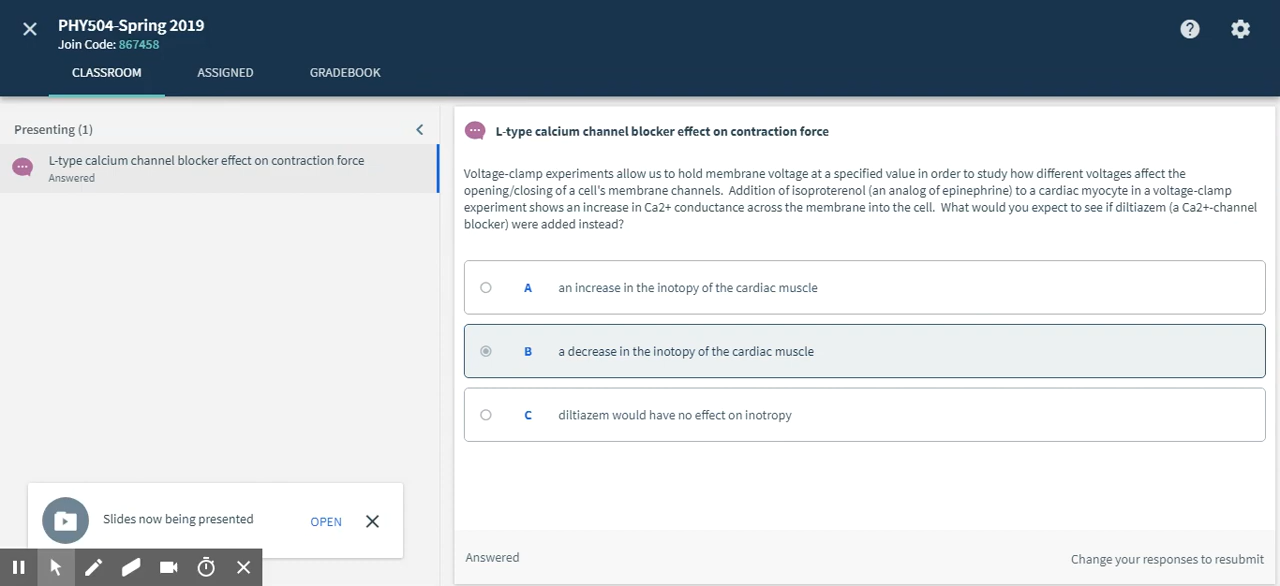 PHY504-Spring 2019
Join Code: 867458
CLASSROOM
ASSIGNED
GRADEBOOK
Presenting (1)
L-type calcium channel blocker effect on contraction force
Answered
L-type calcium channel blocker effect on contraction force
Voltage-clamp experiments allow us to hold membrane voltage at a specified value in order to study how different voltages affect the
opening/closing of a cell's membrane channels. Addition of isoproterenol (an analog of epinephrine) to a cardiac myocyte in a voltage-clamp
experiment shows an increase in Ca2+ conductance across the membrane into the cell. What would you expect to see if diltiazem (a Ca2+-channel
blocker) were added instead?
A an increase in the inotopy of the cardiac muscle
B a decrease in the inotopy of the cardiac muscle
C diltiazem would have no effect on inotropy
Slides now being presented
OPEN
Answered
Change your responses to resubmit